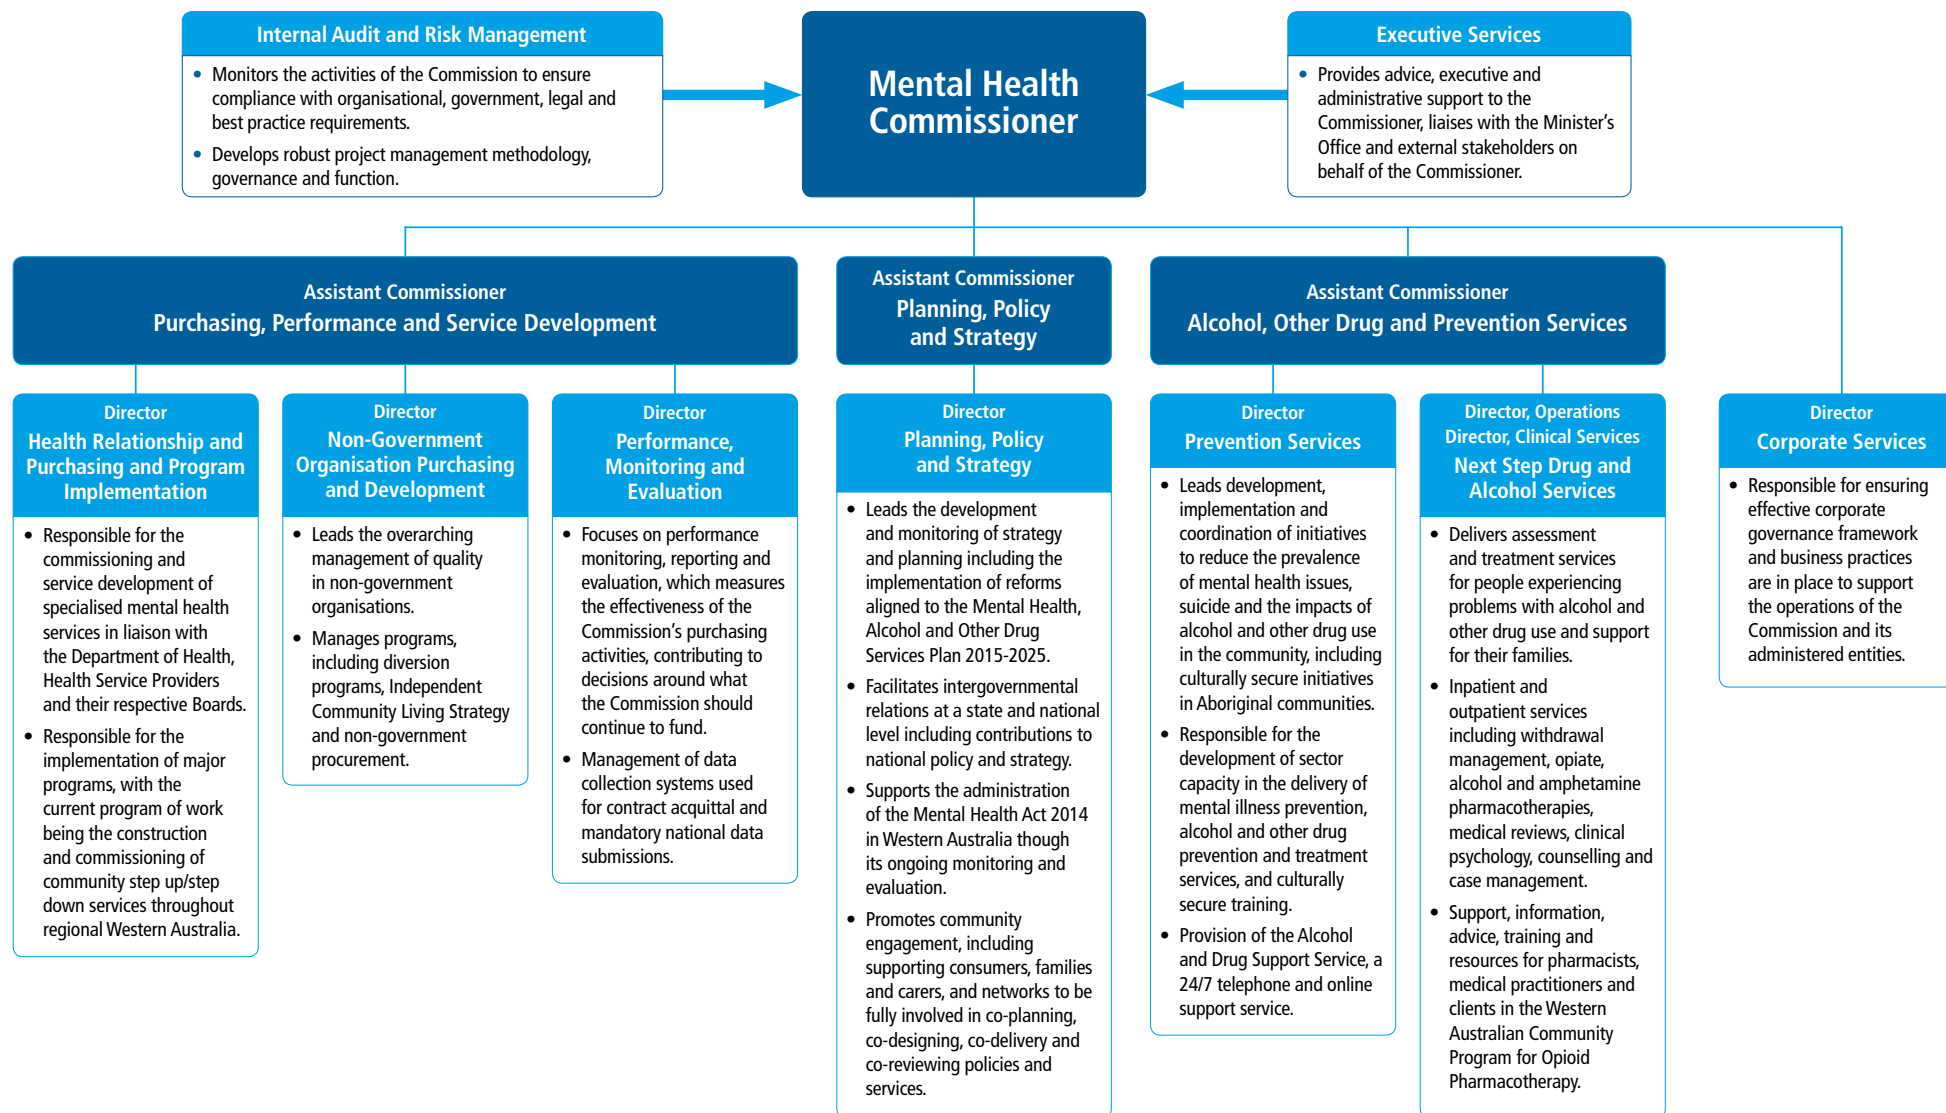 Internal Audit and Risk Management
• Monitors the activities of the Commission to ensure
compliance with organisational, government, legal and
best practice requirements.
• Develops robust project management methodology,
governance and function.
Mental Health
Commissioner
Executive Services
• Provides advice, executive and
administrative support to the
Commissioner, liaises with the Minister's
Office and external stakeholders on
behalf of the Commissioner.
Assistant Commissioner
Purchasing, Performance and Service Development
Assistant Commissioner
Planning, Policy
and Strategy
Assistant Commissioner
Alcohol, Other Drug and Prevention Services
Director
Health Relationship and
Purchasing and Program
Implementation
• Responsible for the
commissioning and
service development of
specialised mental health
services in liaison with
the Department of Health,
Health Service Providers
and their respective Boards.
• Responsible for the
implementation of major
programs, with the
current program of work
being the construction
and commissioning of
community step up/step
down services throughout
regional Western Australia.
Director
Non-Government
Organisation Purchasing
and Development
• Leads the overarching
management of quality
in non-government
organisations.
• Manages programs,
including diversion
programs, Independent
Community Living Strategy
and non-government
procurement.
Director
Performance,
Monitoring and
Evaluation
• Focuses on performance
monitoring, reporting and
evaluation, which measures
the effectiveness of the
Commission's purchasing
activities, contributing to
decisions around what
the Commission should
continue to fund.
• Management of data
collection systems used
for contract acquittal and
mandatory national data
submissions.
Director
Planning, Policy
and Strategy
• Leads the development
and monitoring of strategy
and planning including the
implementation of reforms
aligned to the Mental Health,
Alcohol and Other Drug
Services Plan 2015-2025.
• Facilitates intergovernmental
relations at a state and national
level including contributions to
national policy and strategy.
• Supports the administration
of the Mental Health Act 2014
in Western Australia though
its ongoing monitoring and
evaluation.
• Promotes community
engagement, including
supporting consumers, families
and carers, and networks to be
fully involved in co-planning,
co-designing, co-delivery and
co-reviewing policies and
services.
Director
Prevention Services
• Leads development,
implementation and
coordination of initiatives
to reduce the prevalence
of mental health issues,
suicide and the impacts of
alcohol and other drug use
in the community, including
culturally secure initiatives
in Aboriginal communities.
• Responsible for the
development of sector
capacity in the delivery of
mental illness prevention,
alcohol and other drug
prevention and treatment
services, and culturally
secure training.
• Provision of the Alcohol
and Drug Support Service, a
24/7 telephone and online
support service.
Director, Operations
Director, Clinical Services
Next Step Drug and
Alcohol Services
• Delivers assessment
and treatment services
for people experiencing
problems with alcohol and
other drug use and support
for their families.
• Inpatient and
outpatient services
including withdrawal
management, opiate,
alcohol and amphetamine
pharmacotherapies,
medical reviews, clinical
psychology, counselling and
case management.
• Support, information,
advice, training and
resources for pharmacists,
medical practitioners and
clients in the Western
Australian Community
Program for Opioid
Pharmacotherapy.
Director
Corporate Services
• Responsible for ensuring
effective corporate
governance framework
and business practices
are in place to support
the operations of the
Commission and its
administered entities.